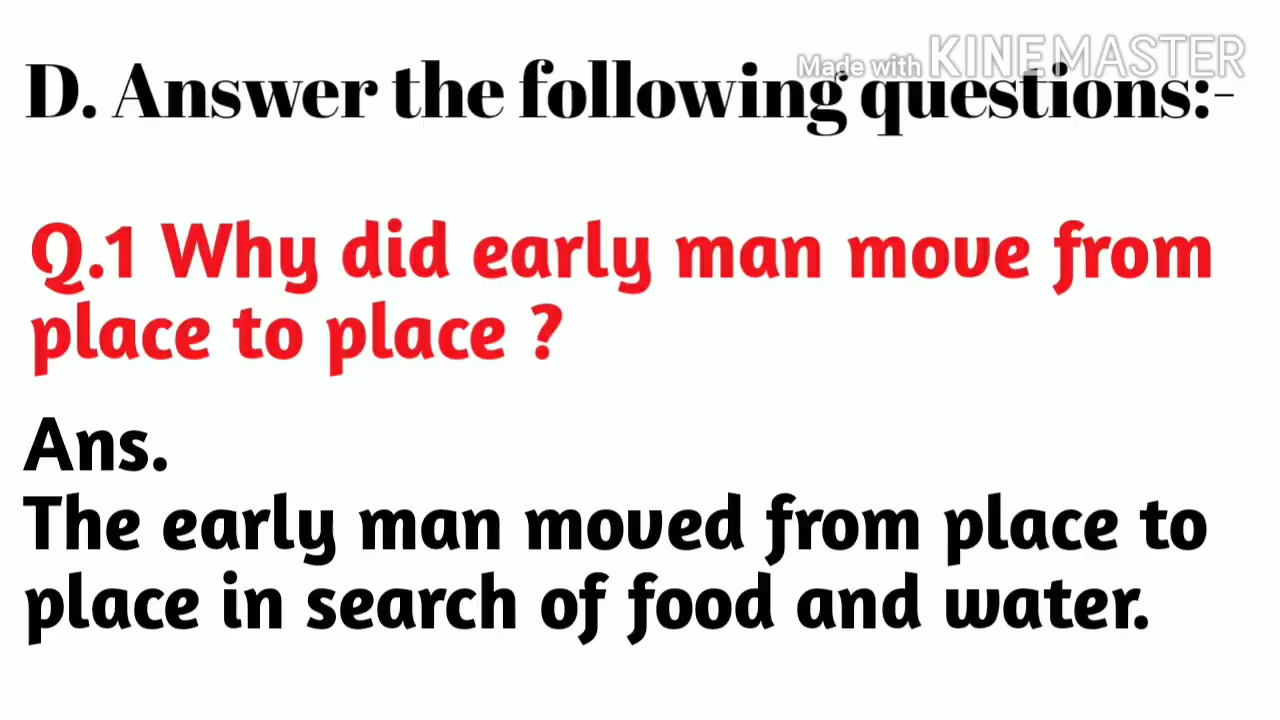 Made with KINEMASTER
D. Answer the following questions:-
Q.1 Why did early man move from
place to place ?
Ans.
The early man moved from place to
place in search of food and water.